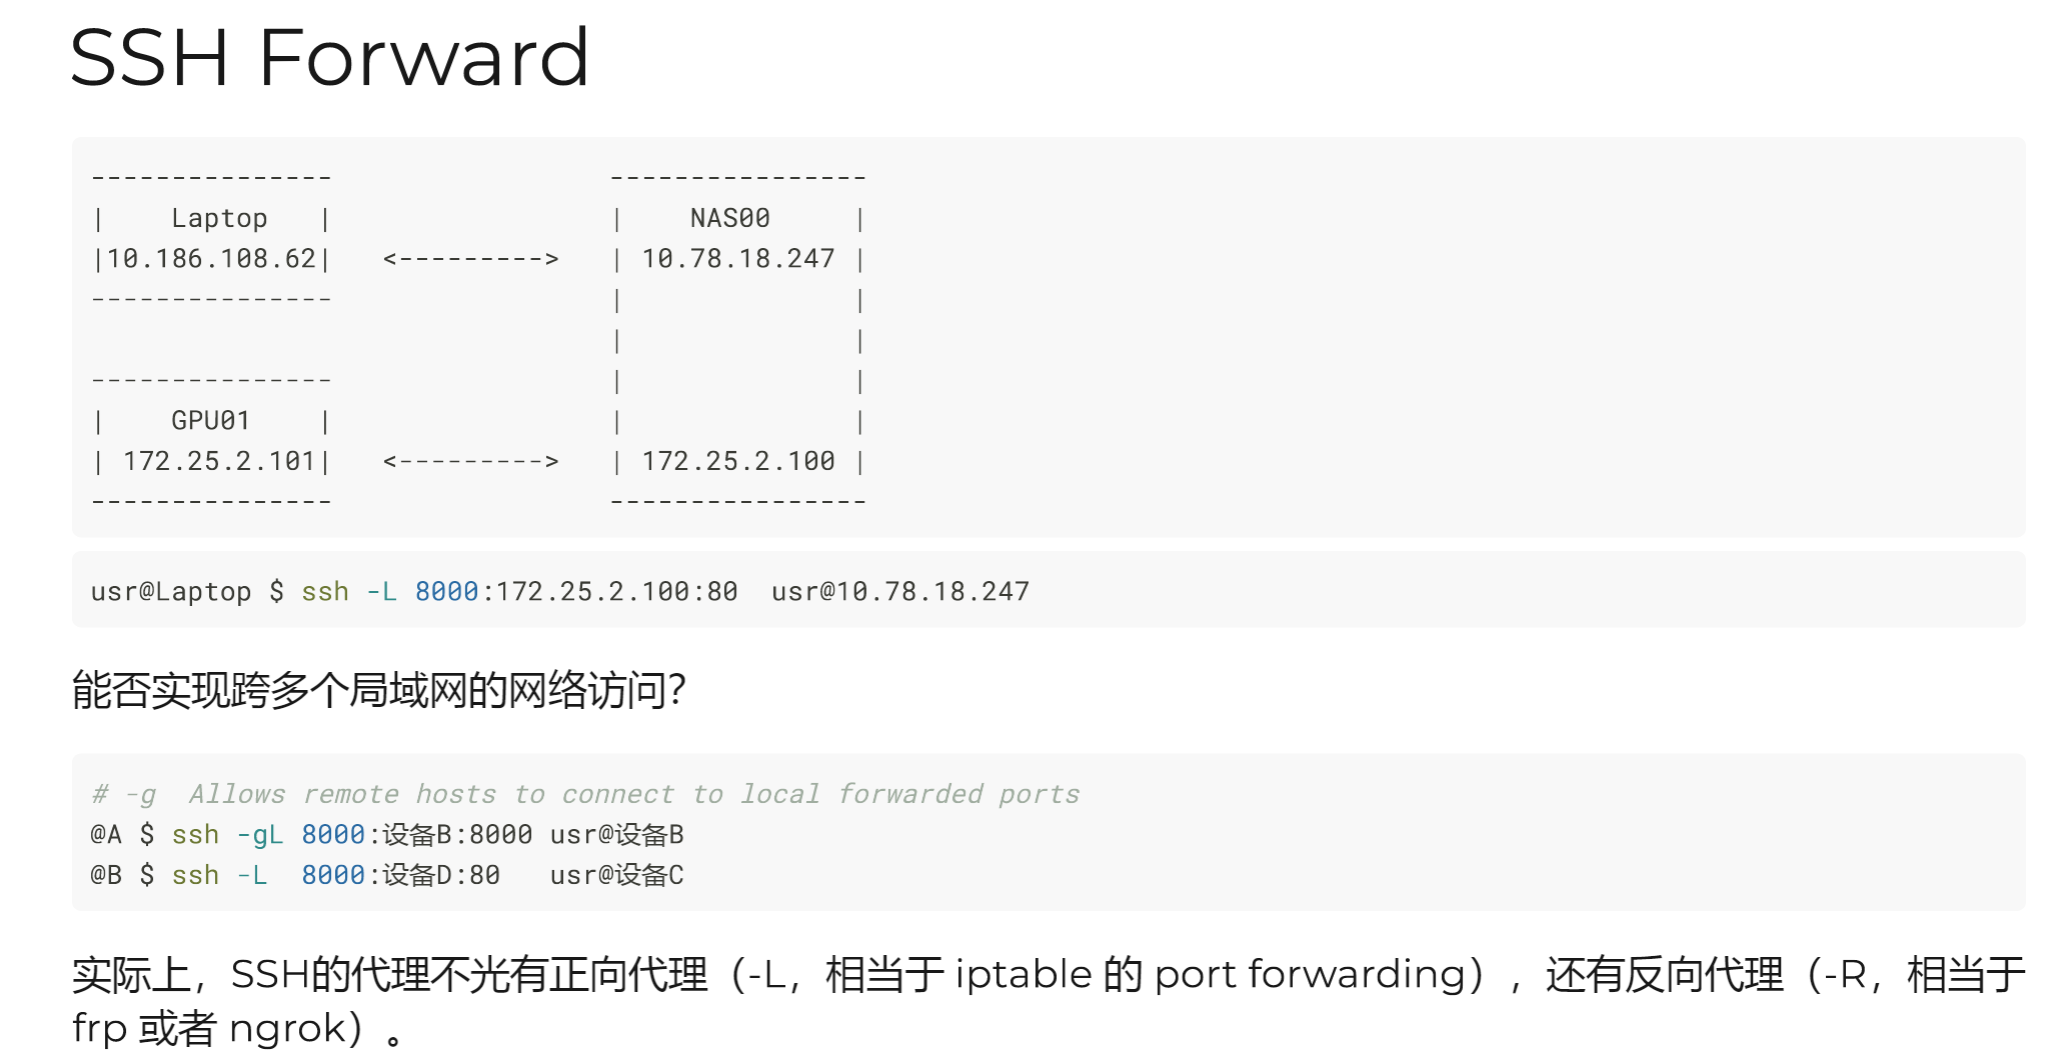 SSH Forward
---------------                  ----------------
|    Laptop   |                  |    NAS00     |
|10.186.108.62|   <--------->    | 10.78.18.247 |
---------------                  |              |
                                 |              |
---------------                  |              |
|    GPU01    |                  |              |
| 172.25.2.101|   <--------->    | 172.25.2.100 |
---------------                  ----------------
usr@Laptop $ ssh -L 8000:172.25.2.100:80  usr@10.78.18.247
能否实现跨多个局域网的网络访问?
# -g  Allows remote hosts to connect to local forwarded ports
@A $ ssh -gL 8000:设备B:8000 usr@设备B
@B $ ssh -L  8000:设备D:80   usr@设备C
实际上，SSH的代理不光有正向代理（-L，相当于 iptable 的 port forwarding），还有反向代理（-R，相当于
frp 或者 ngrok）。